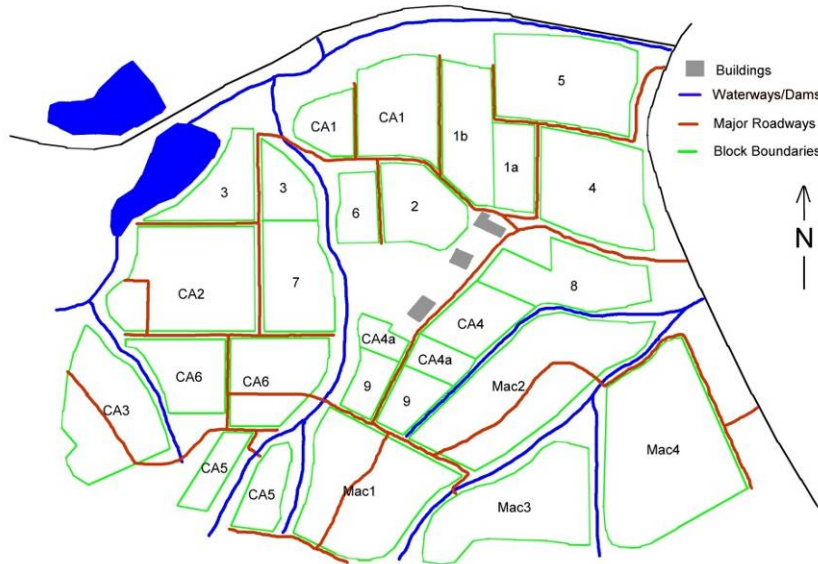 5
Buildings
Waterways/Dams
CA1
CA1
1b
Major Roadways
Block Boundaries
1a
3
3
4
6
2
N
7
8
CA2
CA4
CA4a
CA4a
CA6
CA6
9
9
Mac2
CA3
Mac4
CA5
CA5
Mac1
Mac3